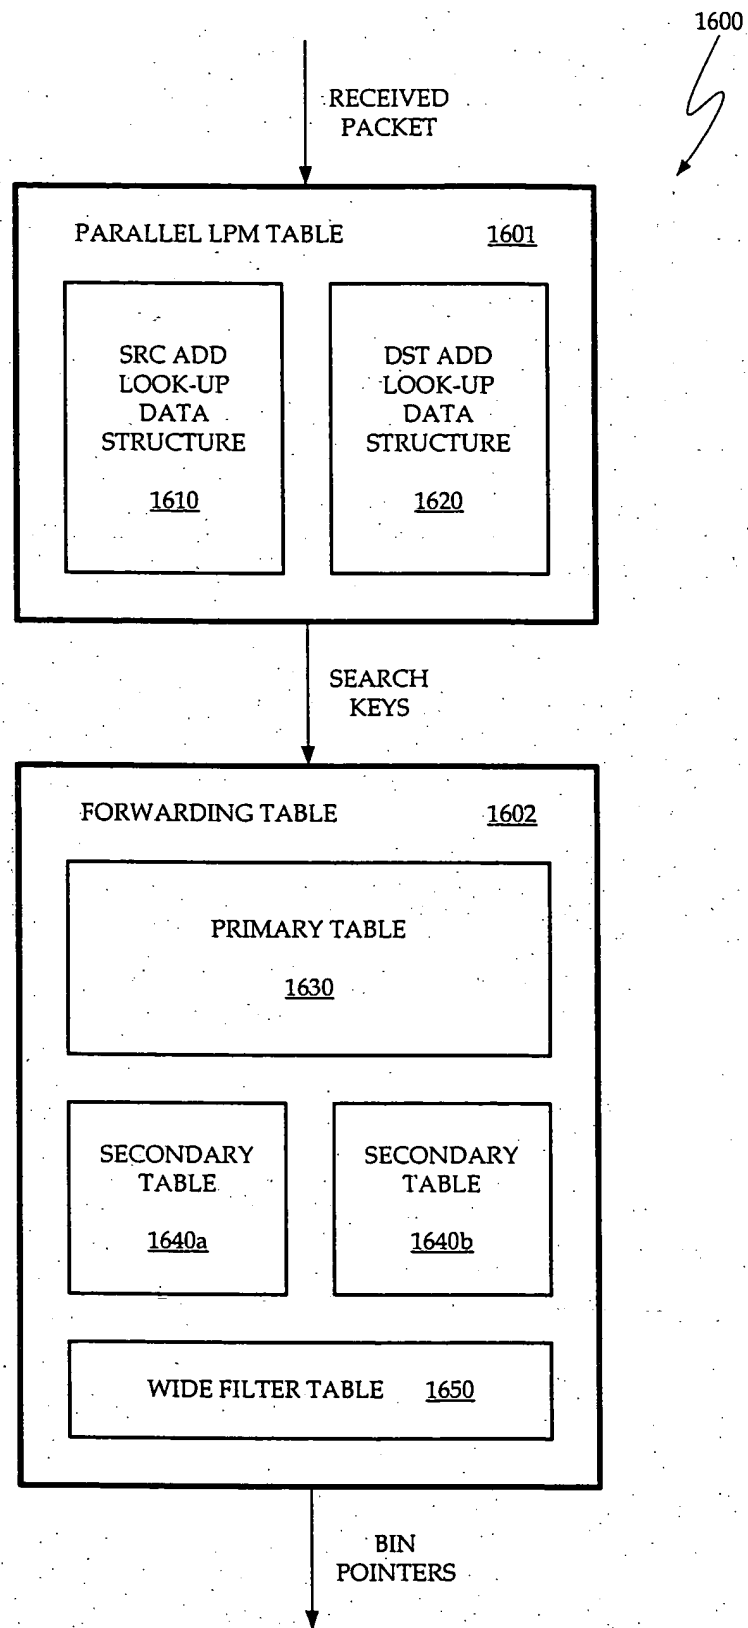 1600
RECEIVED
PACKET
PARALLEL LPM TABLE 1601
SRC ADD
LOOK-UP
DATA
STRUCTURE
1610
DST ADD
LOOK-UP
DATA
STRUCTURE
1620
SEARCH
KEYS
FORWARDING TABLE 1602
PRIMARY TABLE
1630
SECONDARY
TABLE
1640a
SECONDARY
TABLE
1640b
WIDE FILTER TABLE 1650
BIN
POINTERS